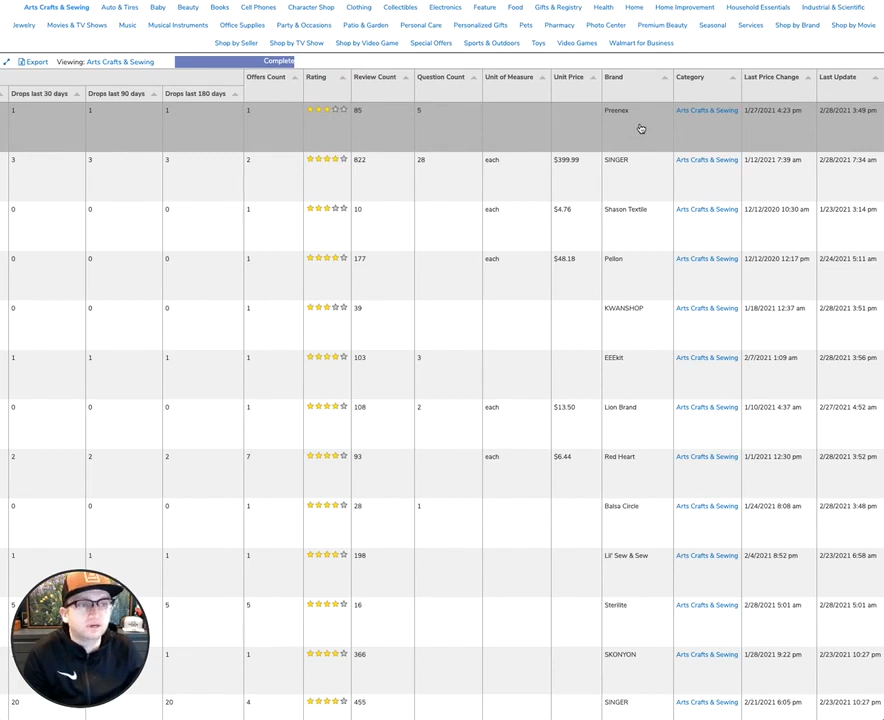 Arts Crafts & Sewing Auto & Tires Baby Beauty Books Cell Phones Character Shop Clothing Collectibles Electronics Feature Food Gifts & Registry Health Home Home Improvement Household Essentials Industrial & Scientific
Jewelry Movies & TV Shows Music Musical Instruments Office Supplies Party & Occasions Patio & Garden Personal Care Personalized Gifts Pets Pharmacy Photo Center Premium Beauty Seasonal Services Shop by Brand Shop by Movie
Shop by Seller Shop by TV Show Shop by Video Game Special Offers Sports & Outdoors Toys Video Games Walmart for Business
Export Viewing: Arts Crafts & Sewing Complete
Offers Count Rating Review Count Question Count Unit of Measure Unit Price Brand Category Last Price Change Last Update
Drops last 30 days Drops last 90 days Drops last 180 days
1 1 1 1 85 5 Preenex Arts Crafts & Sewing 1/27/2021 4:23 pm 2/28/2021 3:49 pm
3 3 3 2 822 28 each $399.99 SINGER Arts Crafts & Sewing 1/12/2021 7:39 am 2/28/2021 7:34 am
0 0 0 1 10 each $4.76 Shason Textile Arts Crafts & Sewing 12/12/2020 10:30 am 1/23/2021 3:14 pm
0 0 0 1 177 each $48.18 Pellon Arts Crafts & Sewing 12/12/2020 12:17 pm 2/24/2021 5:11 am
0 0 0 1 39 KWANSHOP Arts Crafts & Sewing 1/18/2021 12:37 am 2/28/2021 3:51 pm
1 1 1 1 103 3 EEEkit Arts Crafts & Sewing 2/7/2021 1:09 am 2/28/2021 3:56 pm
0 0 0 1 108 2 each $13.50 Lion Brand Arts Crafts & Sewing 1/10/2021 4:37 am 2/27/2021 4:52 am
2 2 2 7 93 each $6.44 Red Heart Arts Crafts & Sewing 1/1/2021 12:30 pm 2/28/2021 3:52 pm
0 0 0 1 28 1 Balsa Circle Arts Crafts & Sewing 1/24/2021 8:08 am 2/28/2021 3:48 pm
1 1 1 1 198 Lil' Sew & Sew Arts Crafts & Sewing 2/4/2021 8:52 pm 2/23/2021 6:58 am
5 5 5 16 Sterilite Arts Crafts & Sewing 2/28/2021 5:01 am 2/28/2021 5:01 am
1 1 366 SKONYON Arts Crafts & Sewing 1/28/2021 9:22 pm 2/23/2021 10:27 pm
20 20 4 455 SINGER Arts Crafts & Sewing 2/21/2021 6:05 pm 2/23/2021 10:27 pm